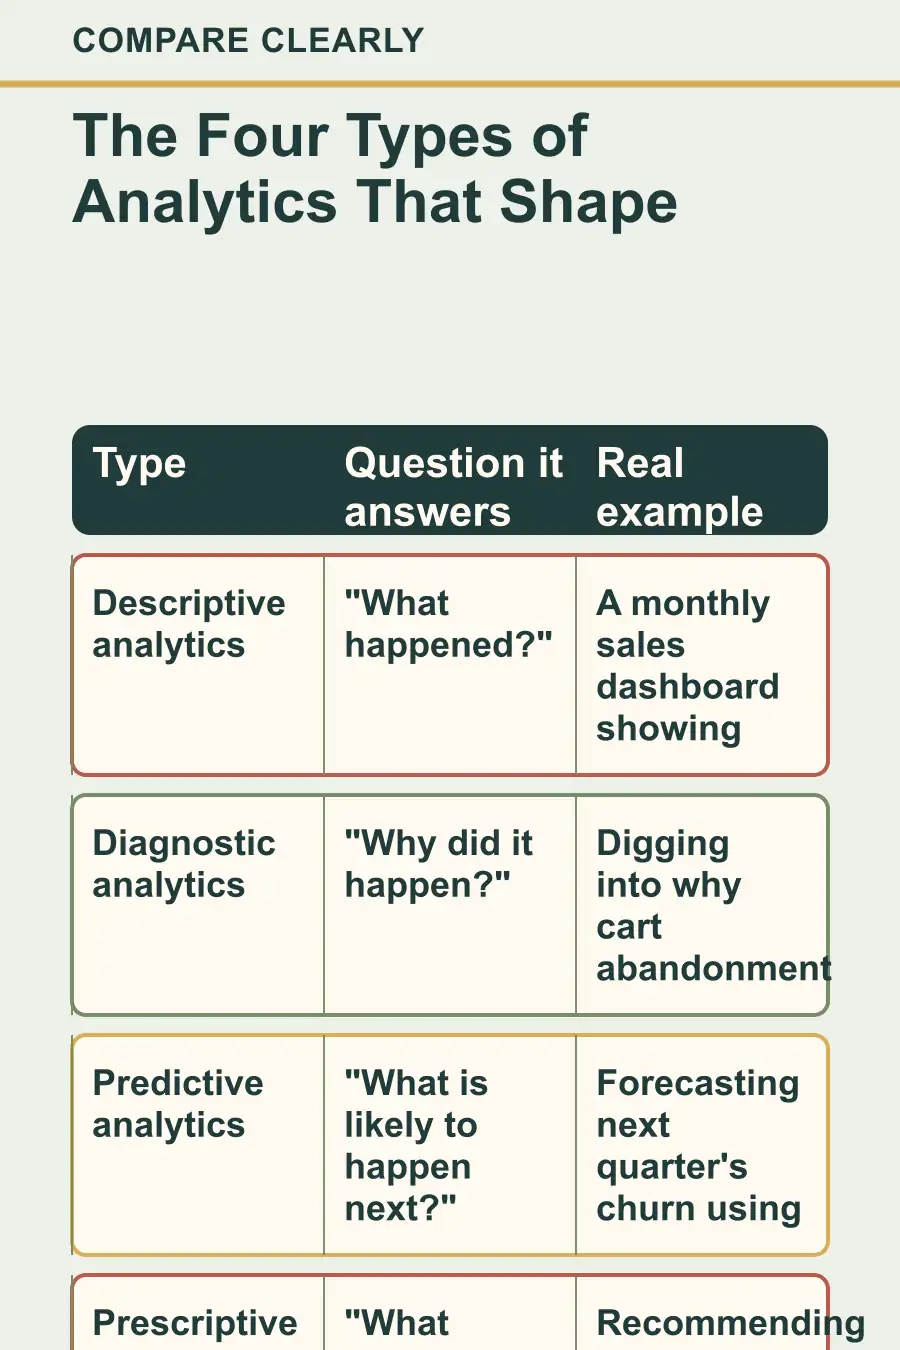 COMPARE CLEARLY
The Four Types of
Analytics That Shape
Type
Question it
answers
Real
example
Descriptive
analytics
"What
happened?"
A monthly
sales
dashboard
showing
Diagnostic
analytics
"Why did it
happen?"
Digging
into why
cart
abandonment
Predictive
analytics
"What is
likely to
happen
next?"
Forecasting
next
quarter's
churn using
Prescriptive
"What
Recommending